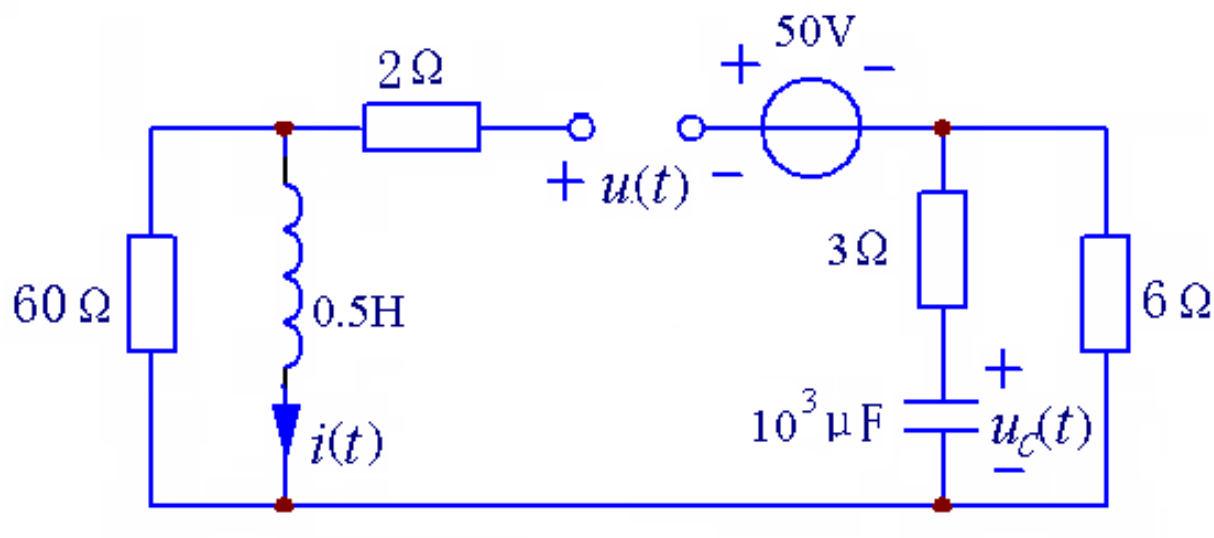 50V
+ −
2Ω
+ u(t) −
3Ω
60Ω
0.5H
6Ω
+
10³μF
u_C(t)
i(t)
−